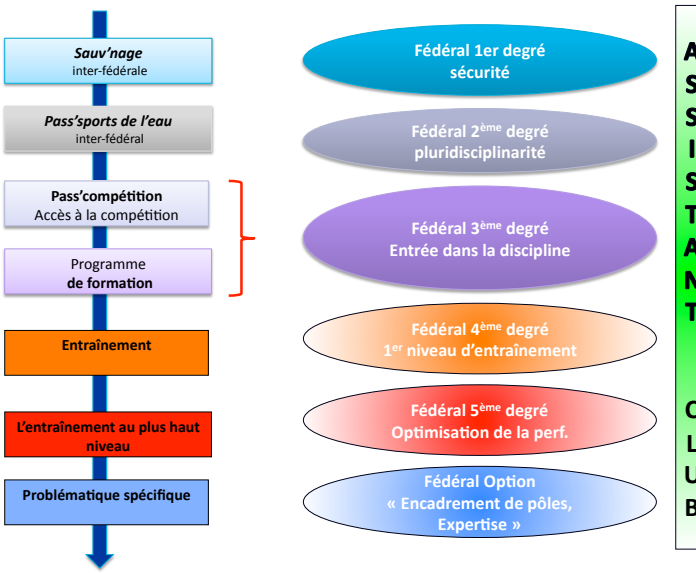 Sauv'nage
inter-fédérale
Pass'sports de l'eau
inter-fédéral
Pass'compétition
Accès à la compétition
Programme
de formation
Entraînement
L'entraînement au plus haut
niveau
Problématique spécifique
Fédéral 1er degré
sécurité
Fédéral 2ème degré
pluridisciplinarité
Fédéral 3ème degré
Entrée dans la discipline
Fédéral 4ème degré
1er niveau d'entraînement
Fédéral 5ème degré
Optimisation de la perf.
Fédéral Option
« Encadrement de pôles,
Expertise »
A
S
S
I
S
T
A
N
T
C
L
U
B